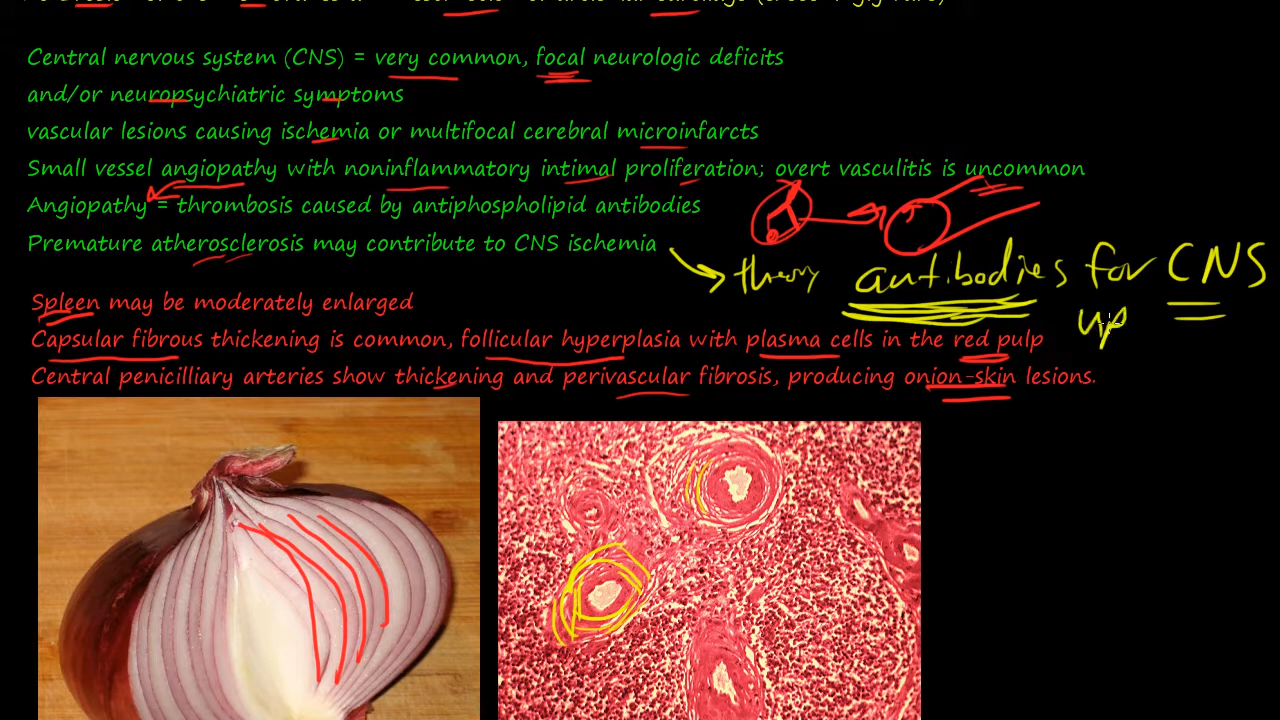 Central nervous system (CNS) = very common, focal neurologic deficits
and/or neuropsychiatric symptoms
vascular lesions causing ischemia or multifocal cerebral microinfarcts
Small vessel angiopathy with noninflammatory intimal proliferation; overt vasculitis is uncommon
Angiopathy = thrombosis caused by antiphospholipid antibodies
Premature atherosclerosis may contribute to CNS ischemia
theory antibodies for CNS
up
Spleen may be moderately enlarged
Capsular fibrous thickening is common, follicular hyperplasia with plasma cells in the red pulp
Central penicilliary arteries show thickening and perivascular fibrosis, producing onion-skin lesions.